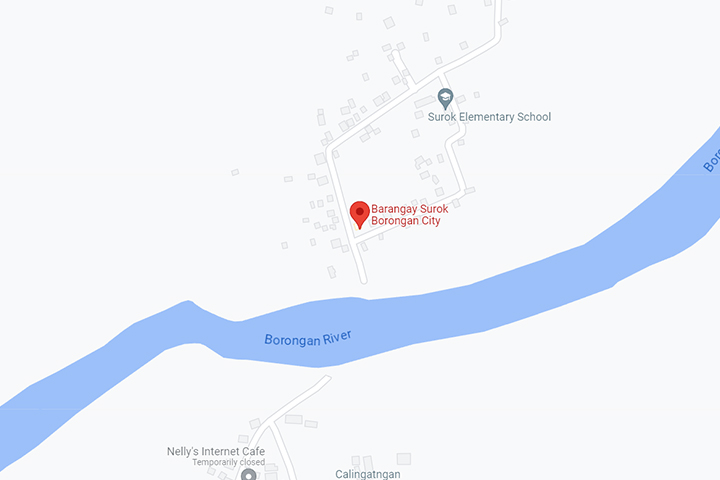 Surok Elementary School
Barangay Surok
Borongan City
Borongan River
Nelly's Internet Cafe
Temporarily closed
Calingatngan